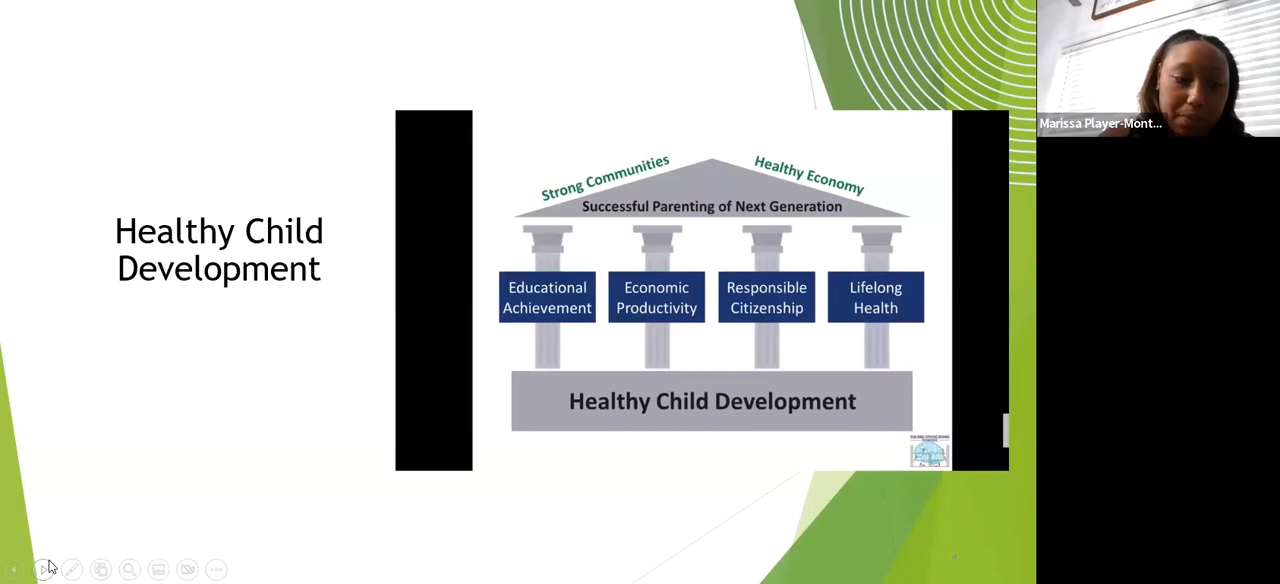 Healthy Child
Development
Strong Communities
Healthy Economy
Successful Parenting of Next Generation
Educational
Achievement
Economic
Productivity
Responsible
Citizenship
Lifelong
Health
Healthy Child Development
4
Marissa Player-Mont...